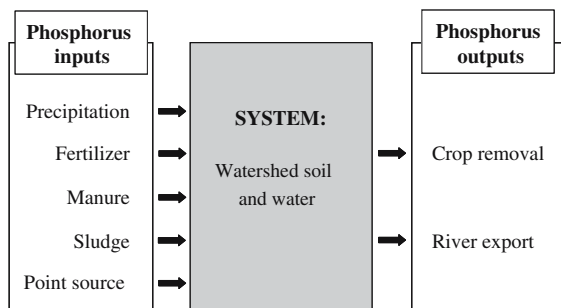 Phosphorus
inputs
Precipitation
Fertilizer
Manure
Sludge
Point source
SYSTEM:
Watershed soil
and water
Phosphorus
outputs
Crop removal
River export